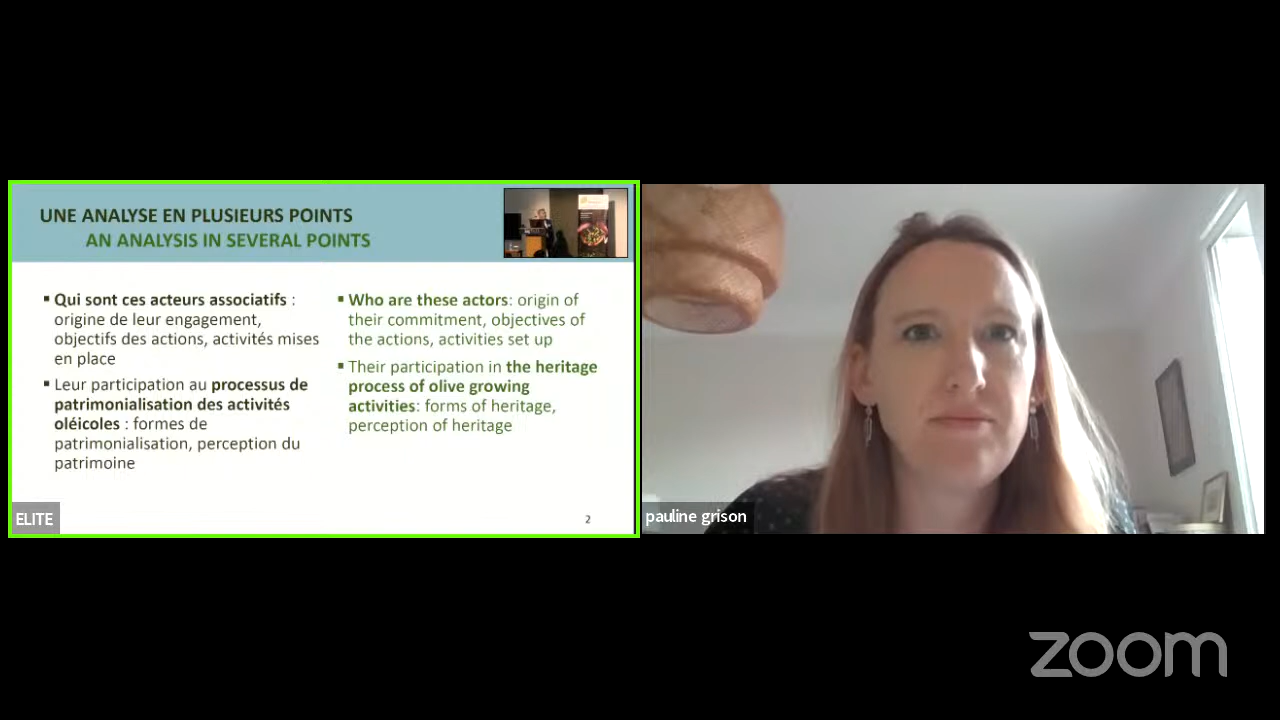 UNE ANALYSE EN PLUSIEURS POINTS
AN ANALYSIS IN SEVERAL POINTS
▪ Qui sont ces acteurs associatifs :
origine de leur engagement,
objectifs des actions, activités mises
en place
▪ Leur participation au processus de
patrimonialisation des activités
oléicoles : formes de
patrimonialisation, perception du
patrimoine
▪ Who are these actors: origin of
their commitment, objectives of
the actions, activities set up
▪ Their participation in the heritage
process of olive growing
activities: forms of heritage,
perception of heritage
2
ELITE
pauline grison
zoom